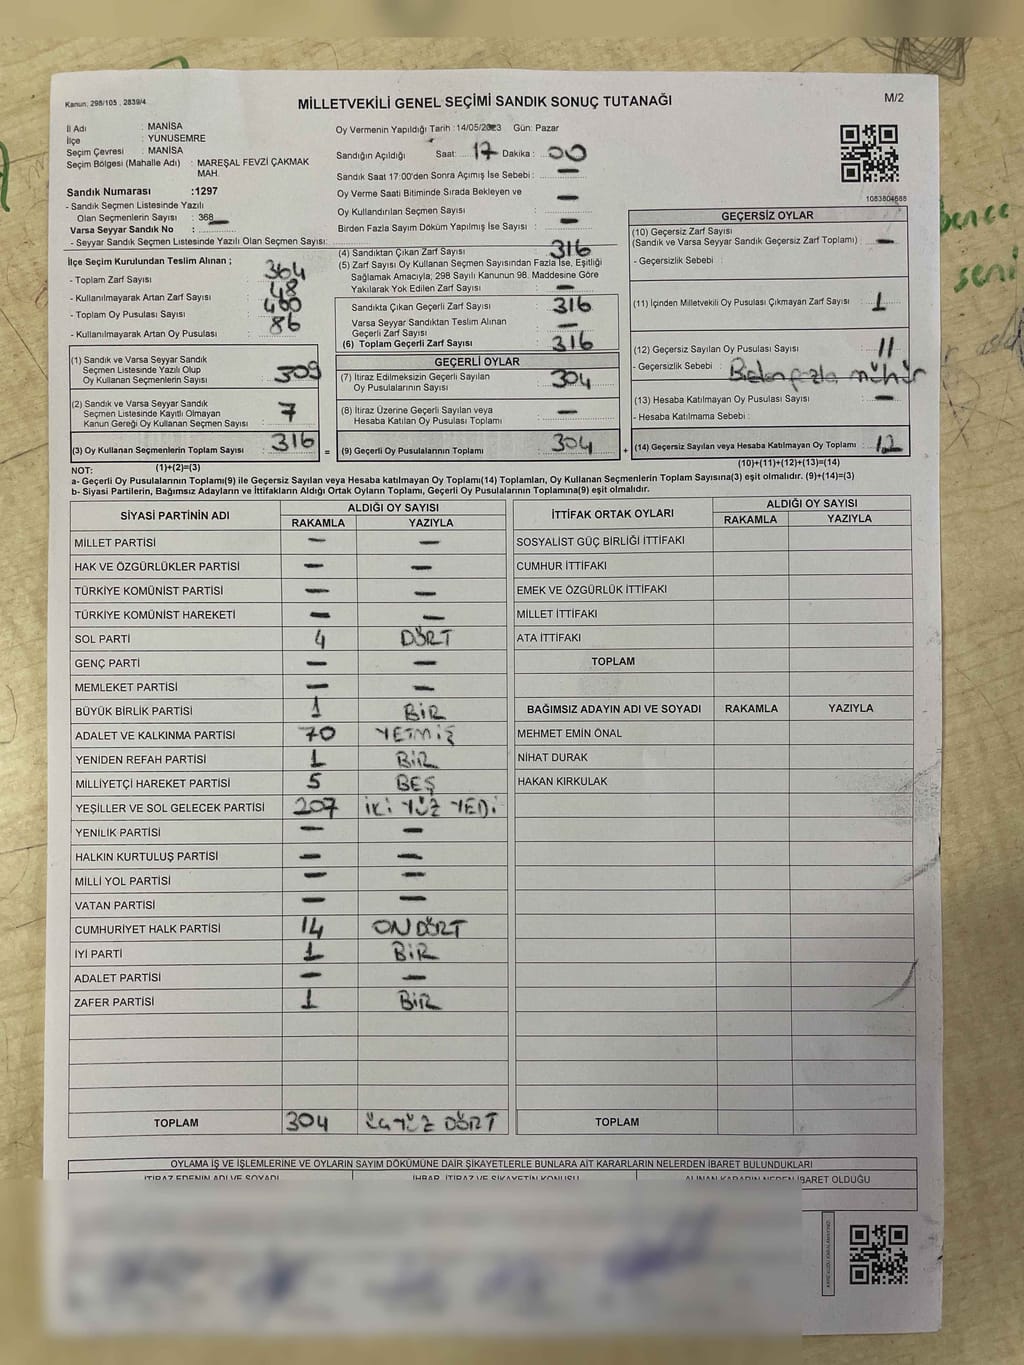 Kanun: 298/105 , 2839/4
MİLLETVEKİLİ GENEL SEÇİMİ SANDIK SONUÇ TUTANAĞI
M/2
İl Adı : MANİSA
İlçe : YUNUSEMRE
Seçim Çevresi : MANİSA
Seçim Bölgesi (Mahalle Adı) : MAREŞAL FEVZİ ÇAKMAK
MAH.
Sandık Numarası :1297
- Sandık Seçmen Listesinde Yazılı
Olan Seçmenlerin Sayısı : 368
Varsa Seyyar Sandık No :
- Seyyar Sandık Seçmen Listesinde Yazılı Olan Seçmen Sayısı:
Oy Vermenin Yapıldığı Tarih :14/05/2023 Gün: Pazar
Sandığın Açıldığı Saat: 17 Dakika : 00
Sandık Saat 17:00'den Sonra Açımış İse Sebebi : —
Oy Verme Saati Bitiminde Sırada Bekleyen ve —
Oy Kullandırılan Seçmen Sayısı :
Birden Fazla Sayım Döküm Yapılmış İse Sayısı : —
1083804688
İlçe Seçim Kurulundan Teslim Alınan ;
- Toplam Zarf Sayısı : 364
- Kullanılmayarak Artan Zarf Sayısı : 48
- Toplam Oy Pusulası Sayısı : 400
- Kullanılmayarak Artan Oy Pusulası : 86
(4) Sandıktan Çıkan Zarf Sayısı : 316
(5) Zarf Sayısı Oy Kullanan Seçmen Sayısından Fazla İse, Eşitliği
Sağlamak Amacıyla; 298 Sayılı Kanunun 98. Maddesine Göre
Yakılarak Yok Edilen Zarf Sayısı : —
Sandıkta Çıkan Geçerli Zarf Sayısı : 316
Varsa Seyyar Sandıktan Teslim Alınan
Geçerli Zarf Sayısı : —
(6) Toplam Geçerli Zarf Sayısı : 316
GEÇERSİZ OYLAR
(10) Geçersiz Zarf Sayısı
(Sandık ve Varsa Seyyar Sandık Geçersiz Zarf Toplamı) : —
- Geçersizlik Sebebi :
(11) İçinden Milletvekili Oy Pusulası Çıkmayan Zarf Sayısı : 1
(12) Geçersiz Sayılan Oy Pusulası Sayısı : 11
- Geçersizlik Sebebi : mühür
(13) Hesaba Katılmayan Oy Pusulası Sayısı : —
- Hesaba Katılmama Sebebi :
(14) Geçersiz Sayılan veya Hesaba Katılmayan Oy Toplamı : 12
(1) Sandık ve Varsa Seyyar Sandık
Seçmen Listesinde Yazılı Olup
Oy Kullanan Seçmenlerin Sayısı : 309
(2) Sandık ve Varsa Seyyar Sandık
Seçmen Listesinde Kayıtlı Olmayan
Kanun Gereği Oy Kullanan Seçmen Sayısı : 7
(3) Oy Kullanan Seçmenlerin Toplam Sayısı : 316
GEÇERLİ OYLAR
(7) İtiraz Edilmeksizin Geçerli Sayılan
Oy Pusulalarının Sayısı : 304
(8) İtiraz Üzerine Geçerli Sayılan veya
Hesaba Katılan Oy Pusulası Toplamı : —
= (9) Geçerli Oy Pusulalarının Toplamı : 304 +
(1)+(2)=(3)
(10)+(11)+(12)+(13)=(14)
NOT:
a- Geçerli Oy Pusulalarının Toplamı(9) ile Geçersiz Sayılan veya Hesaba katılmayan Oy Toplamı(14) Toplamları, Oy Kullanan Seçmenlerin Toplam Sayısına(3) eşit olmalıdır. (9)+(14)=(3)
b- Siyasi Partilerin, Bağımsız Adayların ve İttifakların Aldığı Ortak Oyların Toplamı, Geçerli Oy Pusulalarının Toplamına(9) eşit olmalıdır.
SİYASİ PARTİNİN ADI
ALDIĞI OY SAYISI
RAKAMLA YAZIYLA
MİLLET PARTİSİ — —
HAK VE ÖZGÜRLÜKLER PARTİSİ — —
TÜRKİYE KOMÜNİST PARTİSİ — —
TÜRKİYE KOMÜNİST HAREKETİ — —
SOL PARTİ 4 DÖRT
GENÇ PARTİ — —
MEMLEKET PARTİSİ — —
BÜYÜK BİRLİK PARTİSİ 1 BİR
ADALET VE KALKINMA PARTİSİ 70 YETMİŞ
YENİDEN REFAH PARTİSİ 1 BİR
MİLLİYETÇİ HAREKET PARTİSİ 5 BEŞ
YEŞİLLER VE SOL GELECEK PARTİSİ 207 İKİ YÜZ YEDİ
YENİLİK PARTİSİ — —
HALKIN KURTULUŞ PARTİSİ — —
MİLLİ YOL PARTİSİ — —
VATAN PARTİSİ — —
CUMHURİYET HALK PARTİSİ 14 ON DÖRT
İYİ PARTİ 1 BİR
ADALET PARTİSİ — —
ZAFER PARTİSİ 1 BİR
TOPLAM 304 ÜÇ YÜZ DÖRT
İTTİFAK ORTAK OYLARI
ALDIĞI OY SAYISI
RAKAMLA YAZIYLA
SOSYALİST GÜÇ BİRLİĞİ İTTİFAKI
CUMHUR İTTİFAKI
EMEK VE ÖZGÜRLÜK İTTİFAKI
MİLLET İTTİFAKI
ATA İTTİFAKI
TOPLAM
BAĞIMSIZ ADAYIN ADI VE SOYADI RAKAMLA YAZIYLA
MEHMET EMİN ÖNAL
NİHAT DURAK
HAKAN KIRKULAK
TOPLAM
OYLAMA İŞ VE İŞLEMLERİNE VE OYLARIN SAYIM DÖKÜMÜNE DAİR ŞİKAYETLERLE BUNLARA AİT KARARLARIN NELERDEN İBARET BULUNDUKLARI
İTİRAZ EDENİN ADI VE SOYADI İHBAR, İTİRAZ VE ŞİKAYETİN KONUSU ALINAN KARARIN NEDEN İBARET OLDUĞU
bence
seni